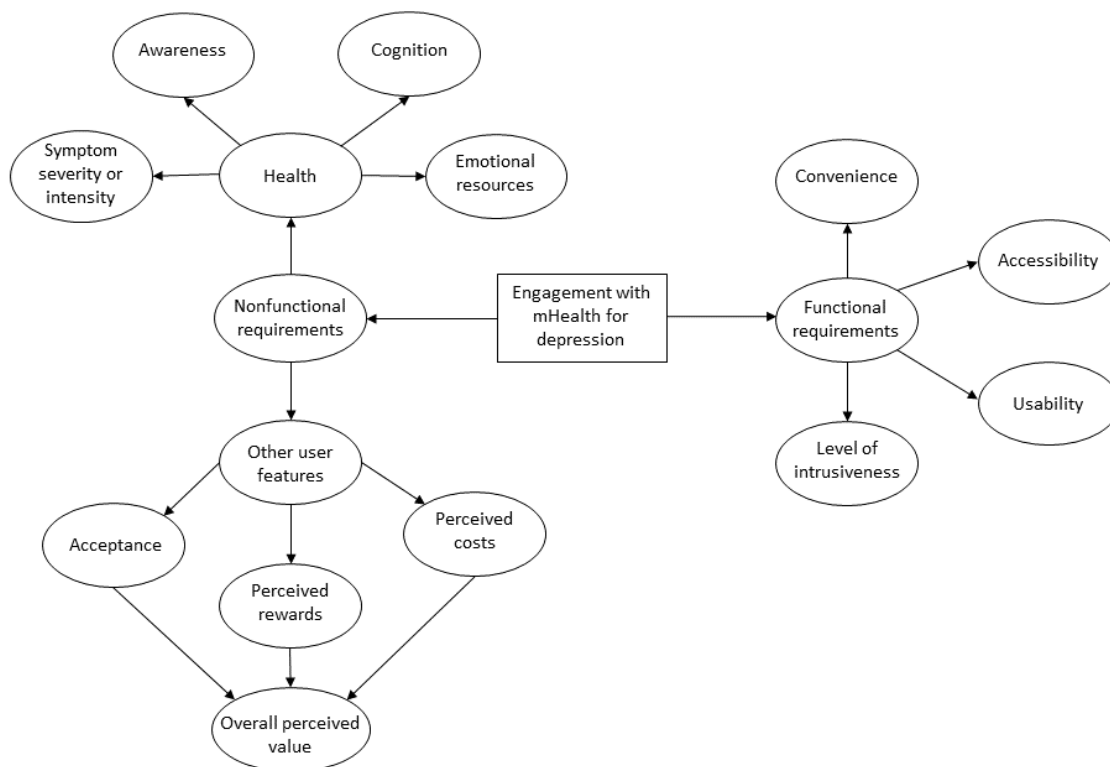 Awareness
Cognition
Symptom
severity or
intensity
Health
Emotional
resources
Convenience
Accessibility
Nonfunctional
requirements
Engagement with
mHealth for
depression
Functional
requirements
Usability
Level of
intrusiveness
Other user
features
Acceptance
Perceived
costs
Perceived
rewards
Overall perceived
value